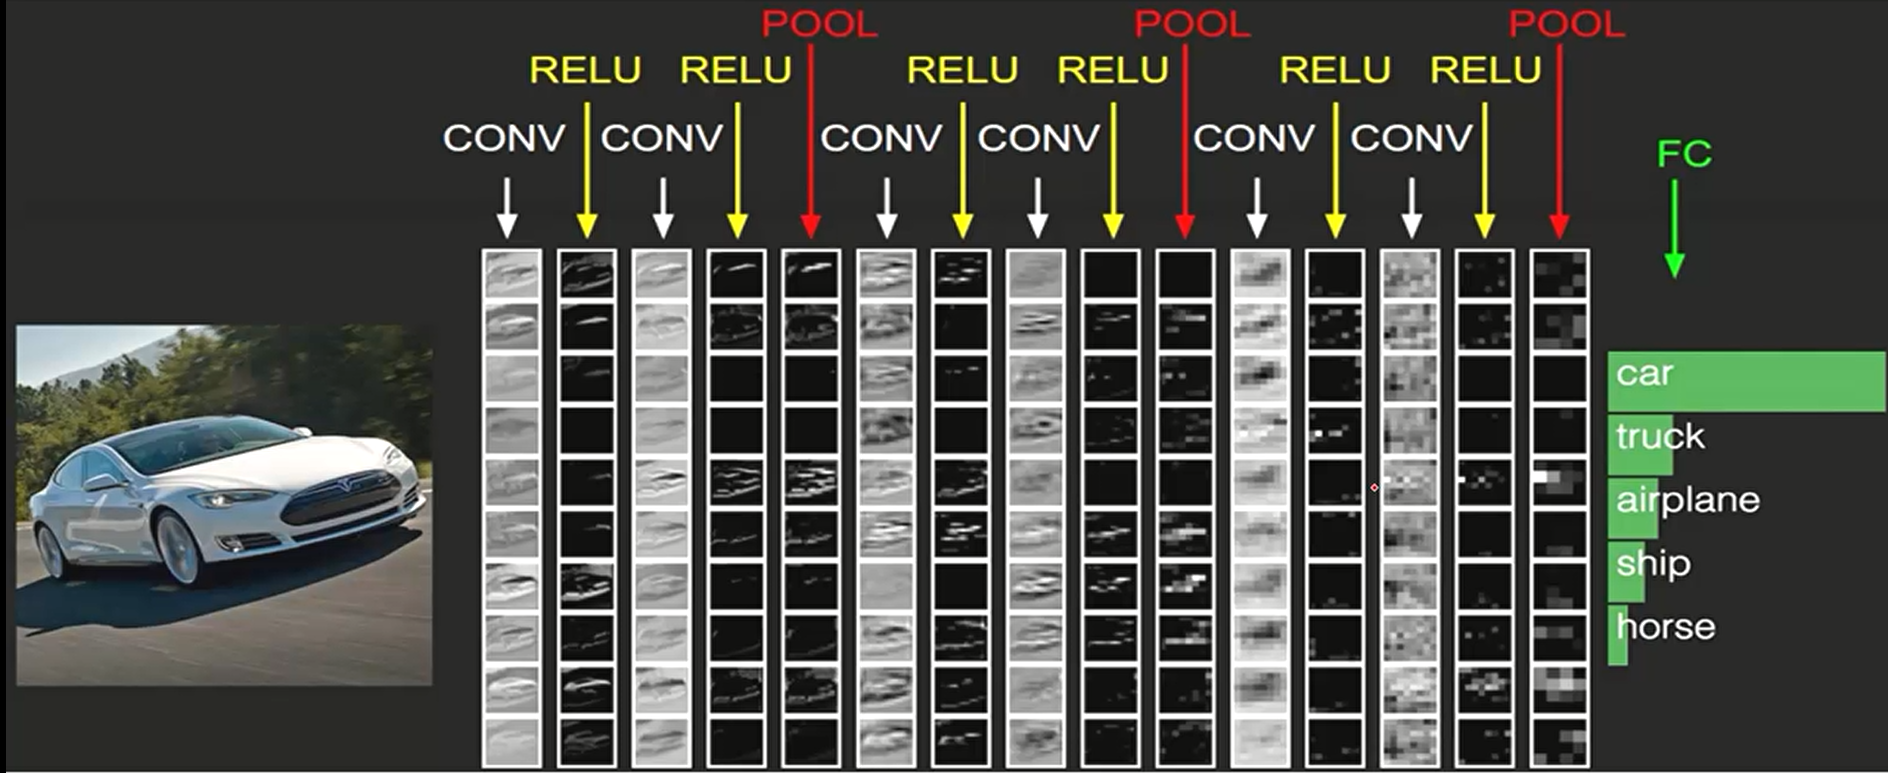 POOL POOL POOL
RELU RELU RELU RELU RELU RELU
CONV CONV CONV CONV CONV CONV
FC
car
truck
airplane
ship
horse